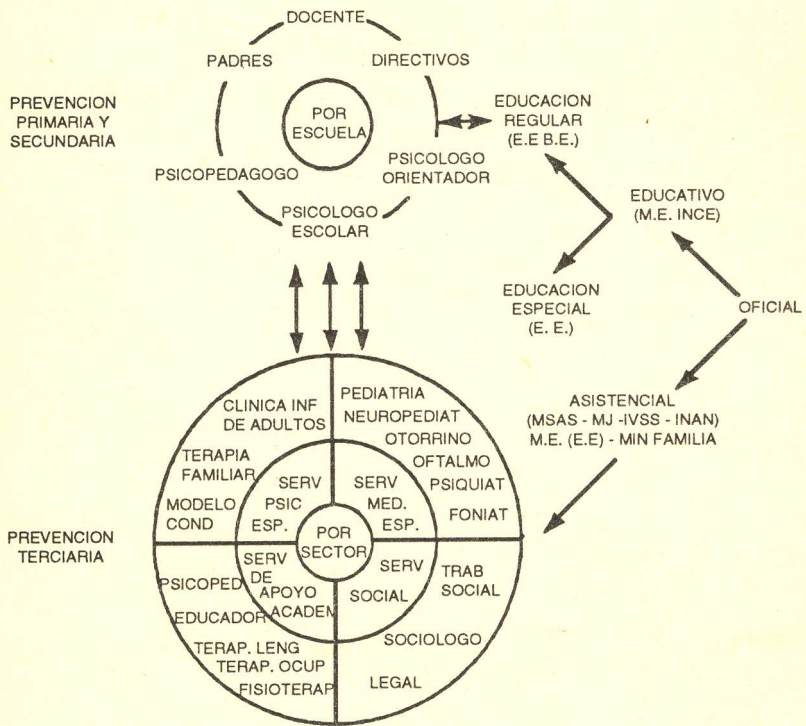 DOCENTE
PADRES
DIRECTIVOS
PREVENCION
PRIMARIA Y
SECUNDARIA
POR
ESCUELA
EDUCACION
REGULAR
(E.E B.E.)
PSICOPEDAGOGO
PSICOLOGO
ORIENTADOR
PSICOLOGO
ESCOLAR
EDUCATIVO
(M.E. INCE)
EDUCACION
ESPECIAL
(E. E.)
OFICIAL
ASISTENCIAL
(MSAS - MJ -IVSS - INAN)
M.E. (E.E) - MIN FAMILIA
PREVENCION
TERCIARIA
CLINICA INF
DE ADULTOS
TERAPIA
FAMILIAR
MODELO
COND
SERV
PSIC
ESP.
PEDIATRIA
NEUROPEDIAT
OTORRINO
OFTALMO
PSIQUIAT
FONIAT
SERV
MED.
ESP.
POR
SECTOR
SERV
DE
APOYO
ACADEM
PSICOPED
EDUCADOR
TERAP. LENG
TERAP. OCUP
FISIOTERAP
SERV
SOCIAL
TRAB
SOCIAL
SOCIOLOGO
LEGAL